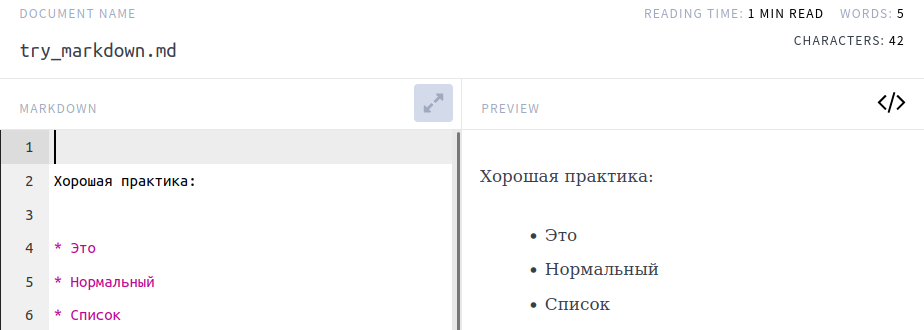 DOCUMENT NAME
READING TIME: 1 MIN READ WORDS: 5
CHARACTERS: 42
try_markdown.md
MARKDOWN
PREVIEW
</>
1
2 Хорошая практика:
3
4 * Это
5 * Нормальный
6 * Список
Хорошая практика:
• Это
• Нормальный
• Список